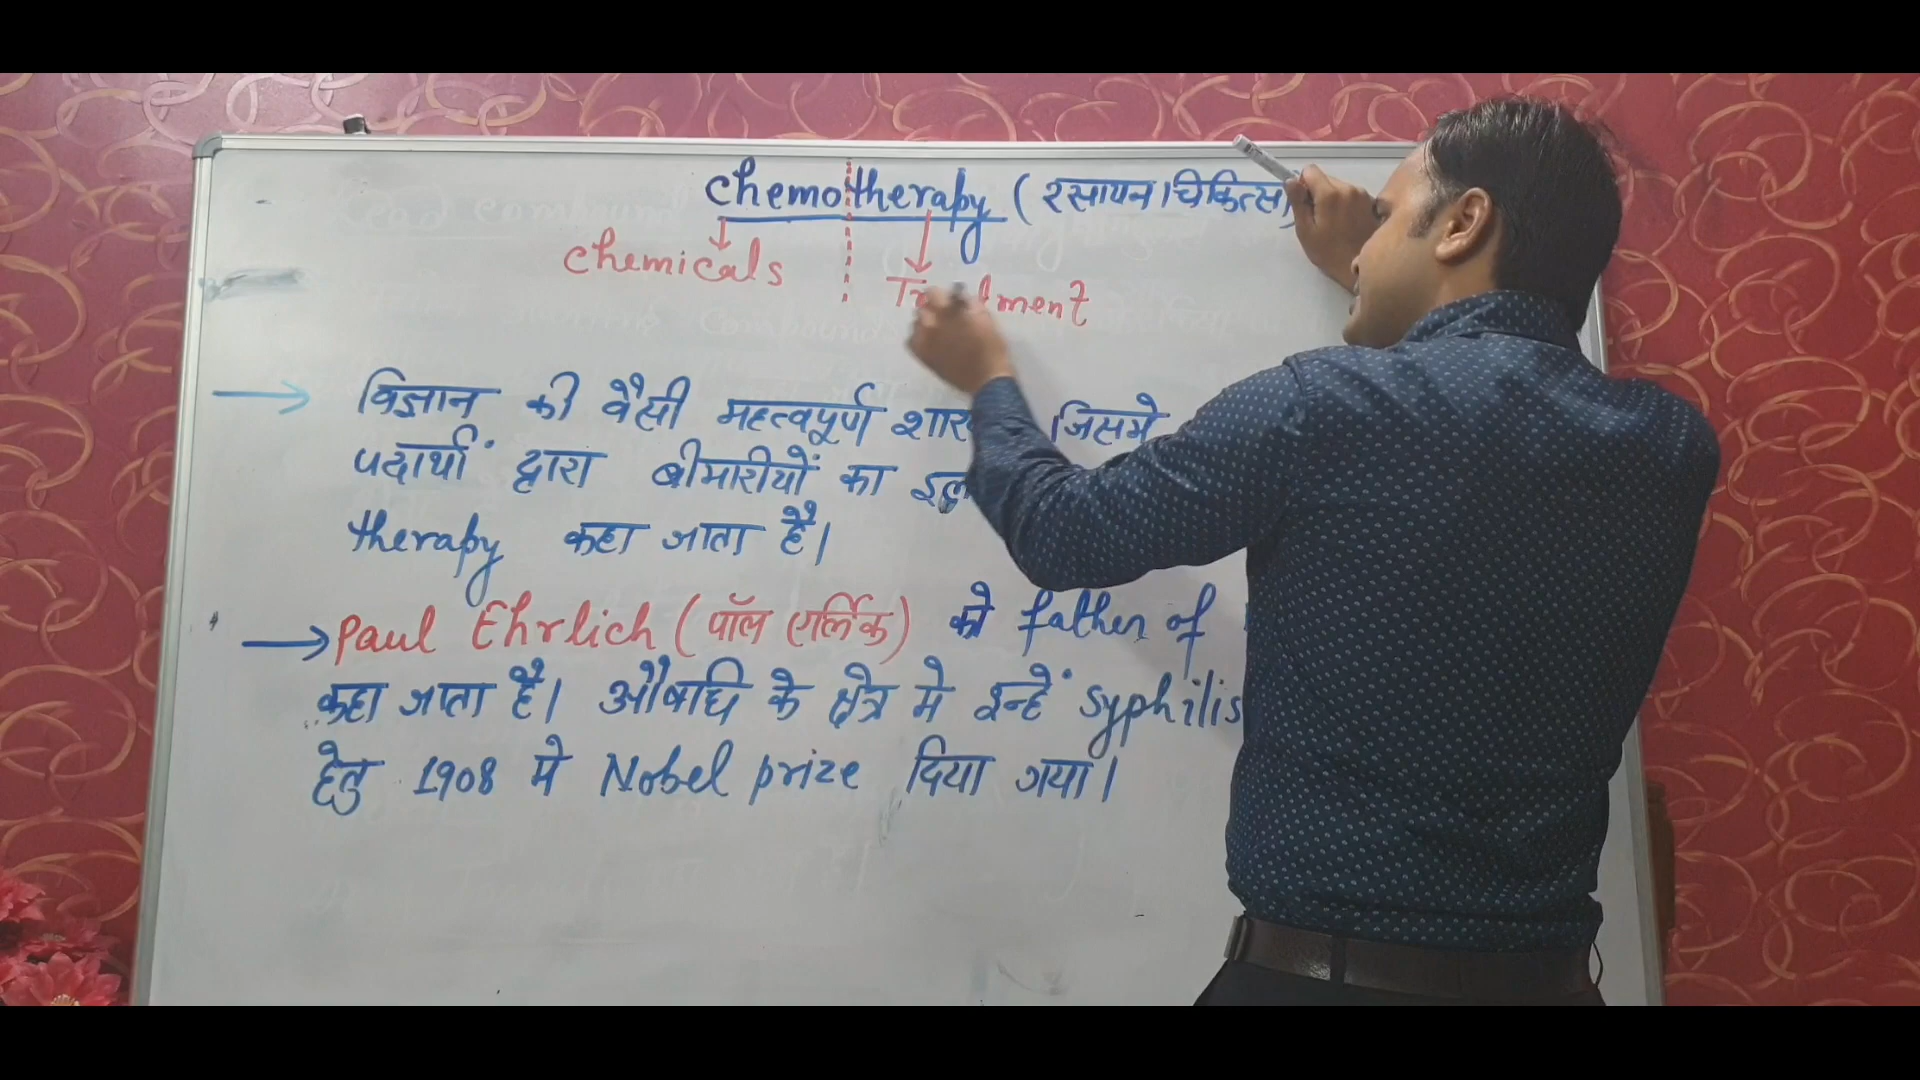 chemotherapy (रसायन चिकित्सा
chemicals
Treatment
विज्ञान की वैसी महत्वपूर्ण जिसमे
पदार्थों द्वारा बीमारीयों का
therapy कहा जाता है।
Paul Ehrlich (पॉल एर्लिक) को father of
कहा जाता है। औषधि के क्षेत्र मे इन्हें syphilis
हेतु 1908 मे Nobel prize दिया गया।